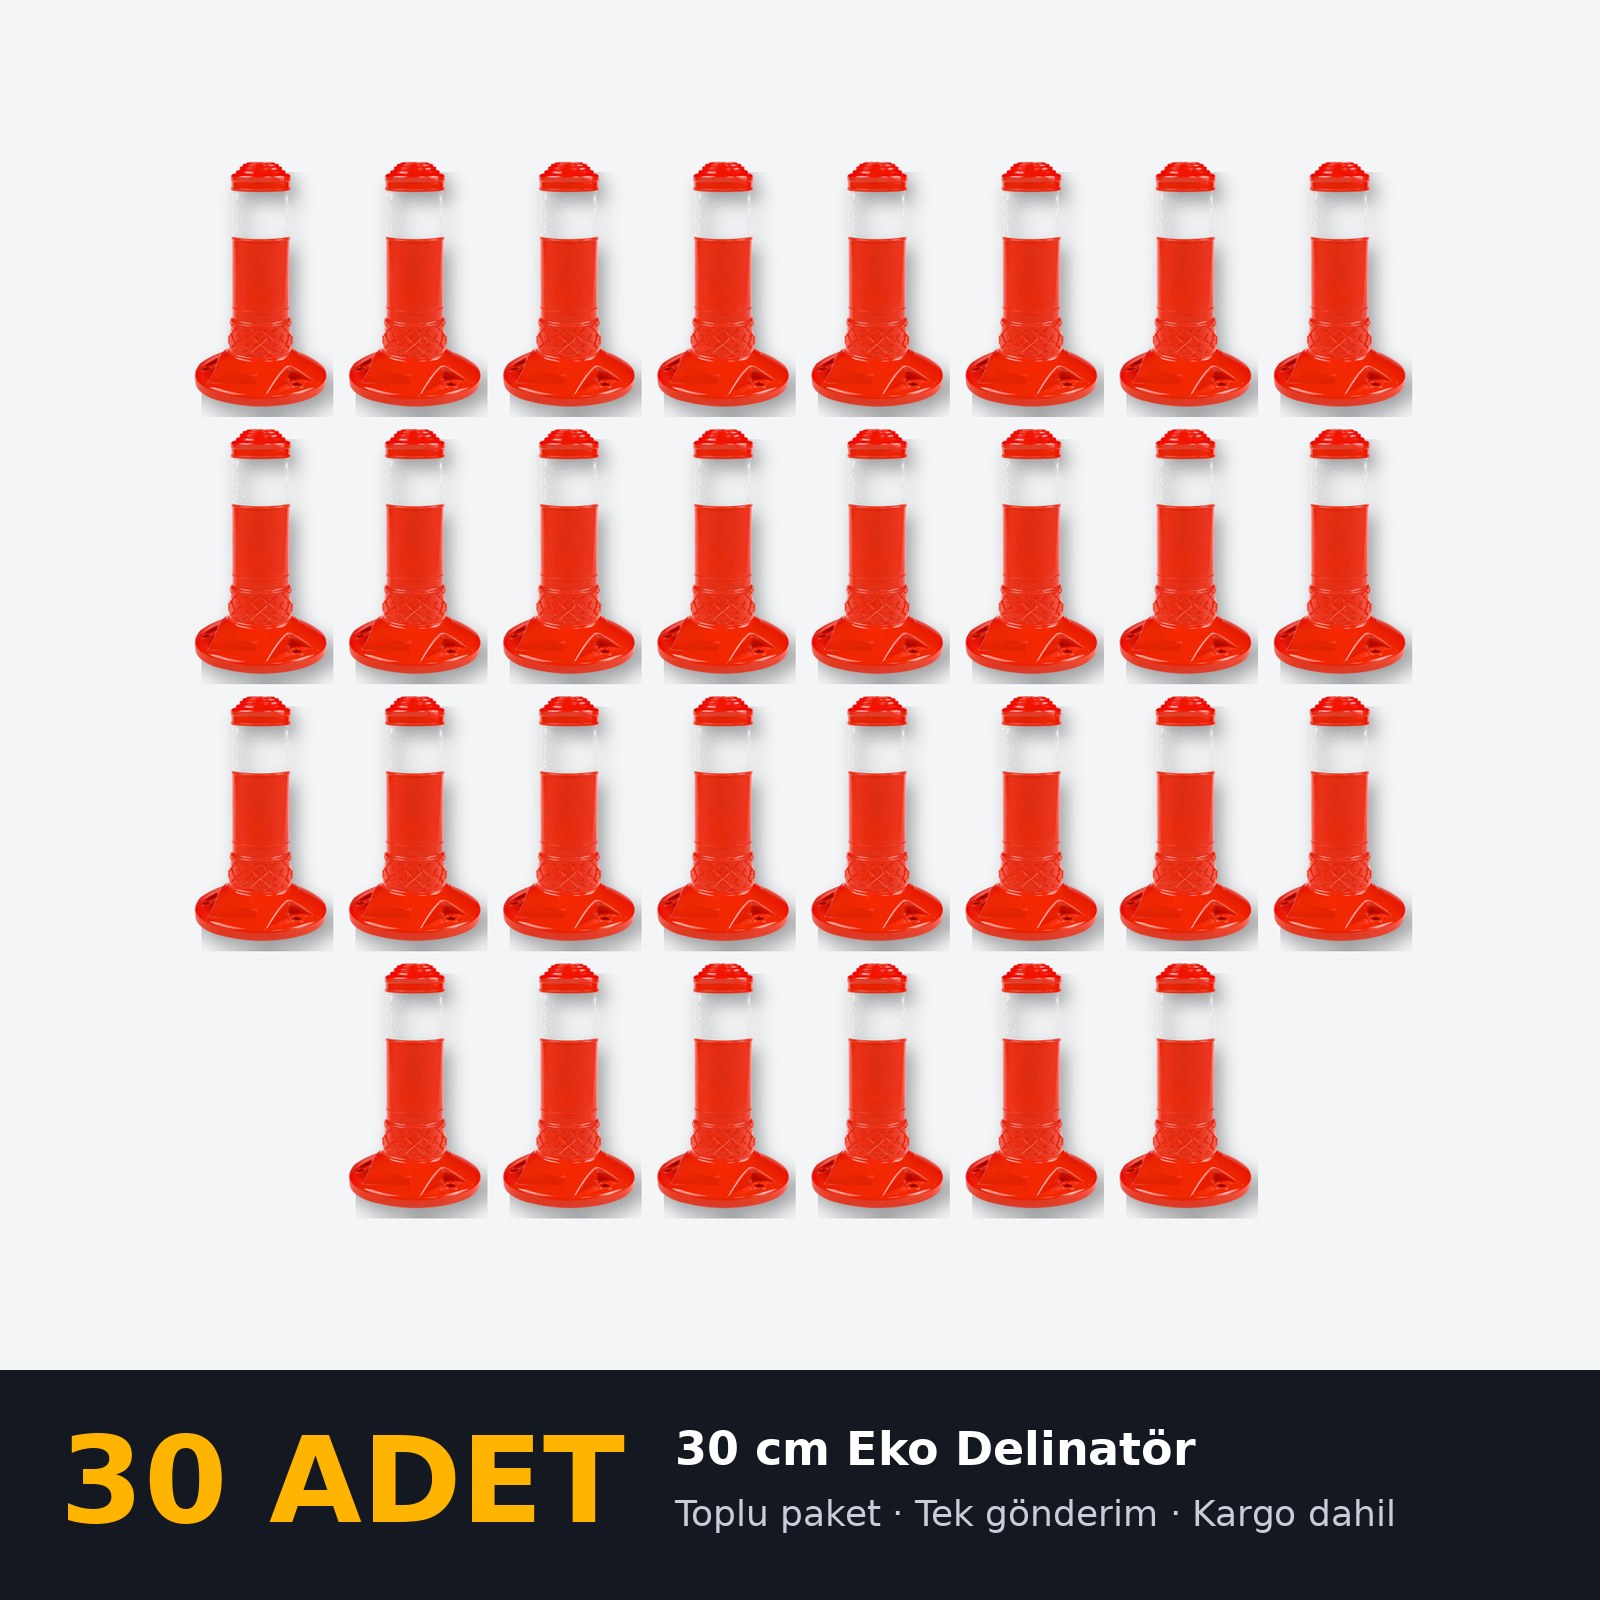 30 ADET
30 cm Eko Delinatör
Toplu paket · Tek gönderim · Kargo dahil